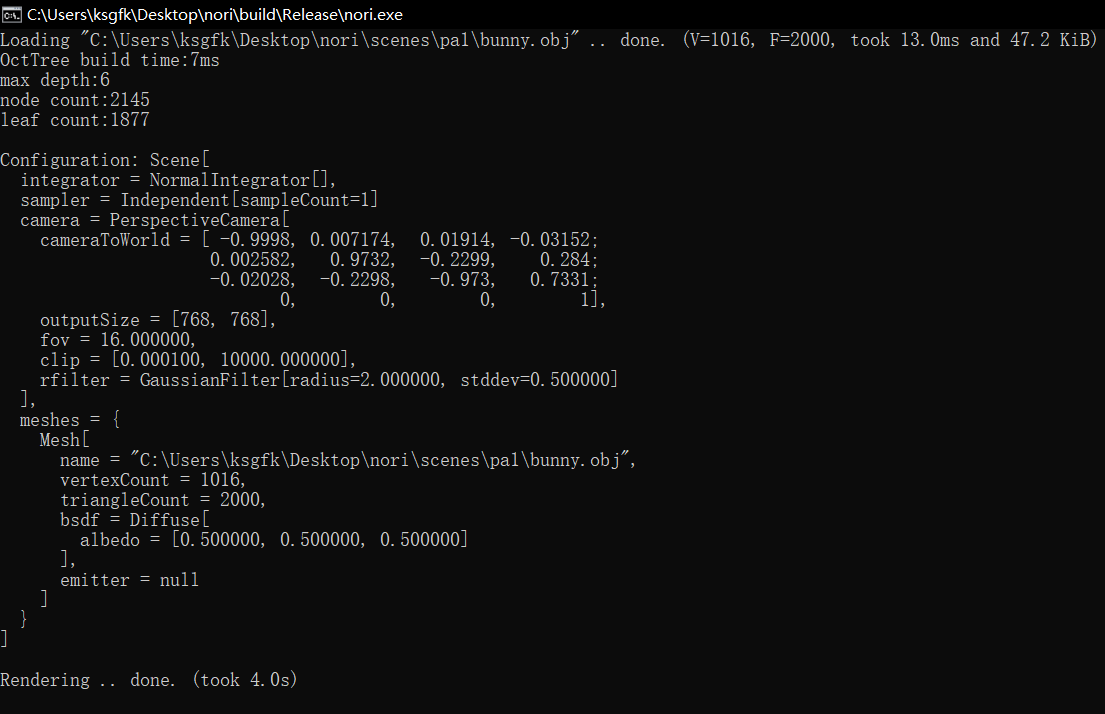 C:\Users\ksgfk\Desktop\nori\build\Release\nori.exe
Loading "C:\Users\ksgfk\Desktop\nori\scenes\pal\bunny.obj" .. done. (V=1016, F=2000, took 13.0ms and 47.2 KiB)
OctTree build time:7ms
max depth:6
node count:2145
leaf count:1877

Configuration: Scene[
  integrator = NormalIntegrator[],
  sampler = Independent[sampleCount=1]
  camera = PerspectiveCamera[
    cameraToWorld = [ -0.9998, 0.007174,  0.01914, -0.03152;
                     0.002582,   0.9732,  -0.2299,    0.284;
                     -0.02028,  -0.2298,   -0.973,   0.7331;
                            0,        0,        0,        1],
    outputSize = [768, 768],
    fov = 16.000000,
    clip = [0.000100, 10000.000000],
    rfilter = GaussianFilter[radius=2.000000, stddev=0.500000]
  ],
  meshes = {
    Mesh[
      name = "C:\Users\ksgfk\Desktop\nori\scenes\pal\bunny.obj",
      vertexCount = 1016,
      triangleCount = 2000,
      bsdf = Diffuse[
        albedo = [0.500000, 0.500000, 0.500000]
      ],
      emitter = null
    ]
  }
]

Rendering .. done. (took 4.0s)